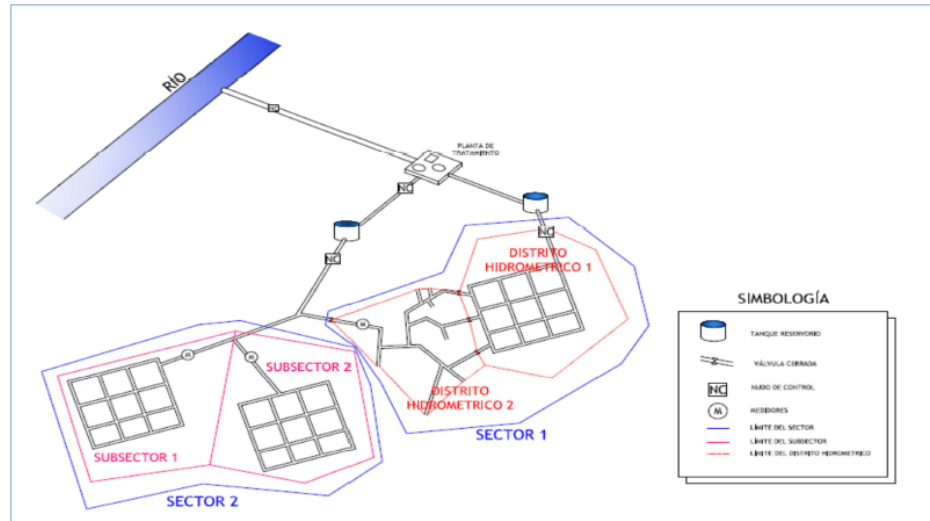 RÍO
PLANTA DE
TRATAMIENTO
NC
NC
NC
DISTRITO
HIDROMETRICO 1
M
M
M
SUBSECTOR 2
DISTRITO
HIDROMETRICO 2
SUBSECTOR 1
SECTOR 1
SECTOR 2
SIMBOLOGÍA
TANQUE RESERVORIO
VÁLVULA CERRADA
NC
NUDO DE CONTROL
M
MEDIDORES
LÍMITE DEL SECTOR
LÍMITE DEL SUBSECTOR
LÍMITE DEL DISTRITO HIDROMETRICO